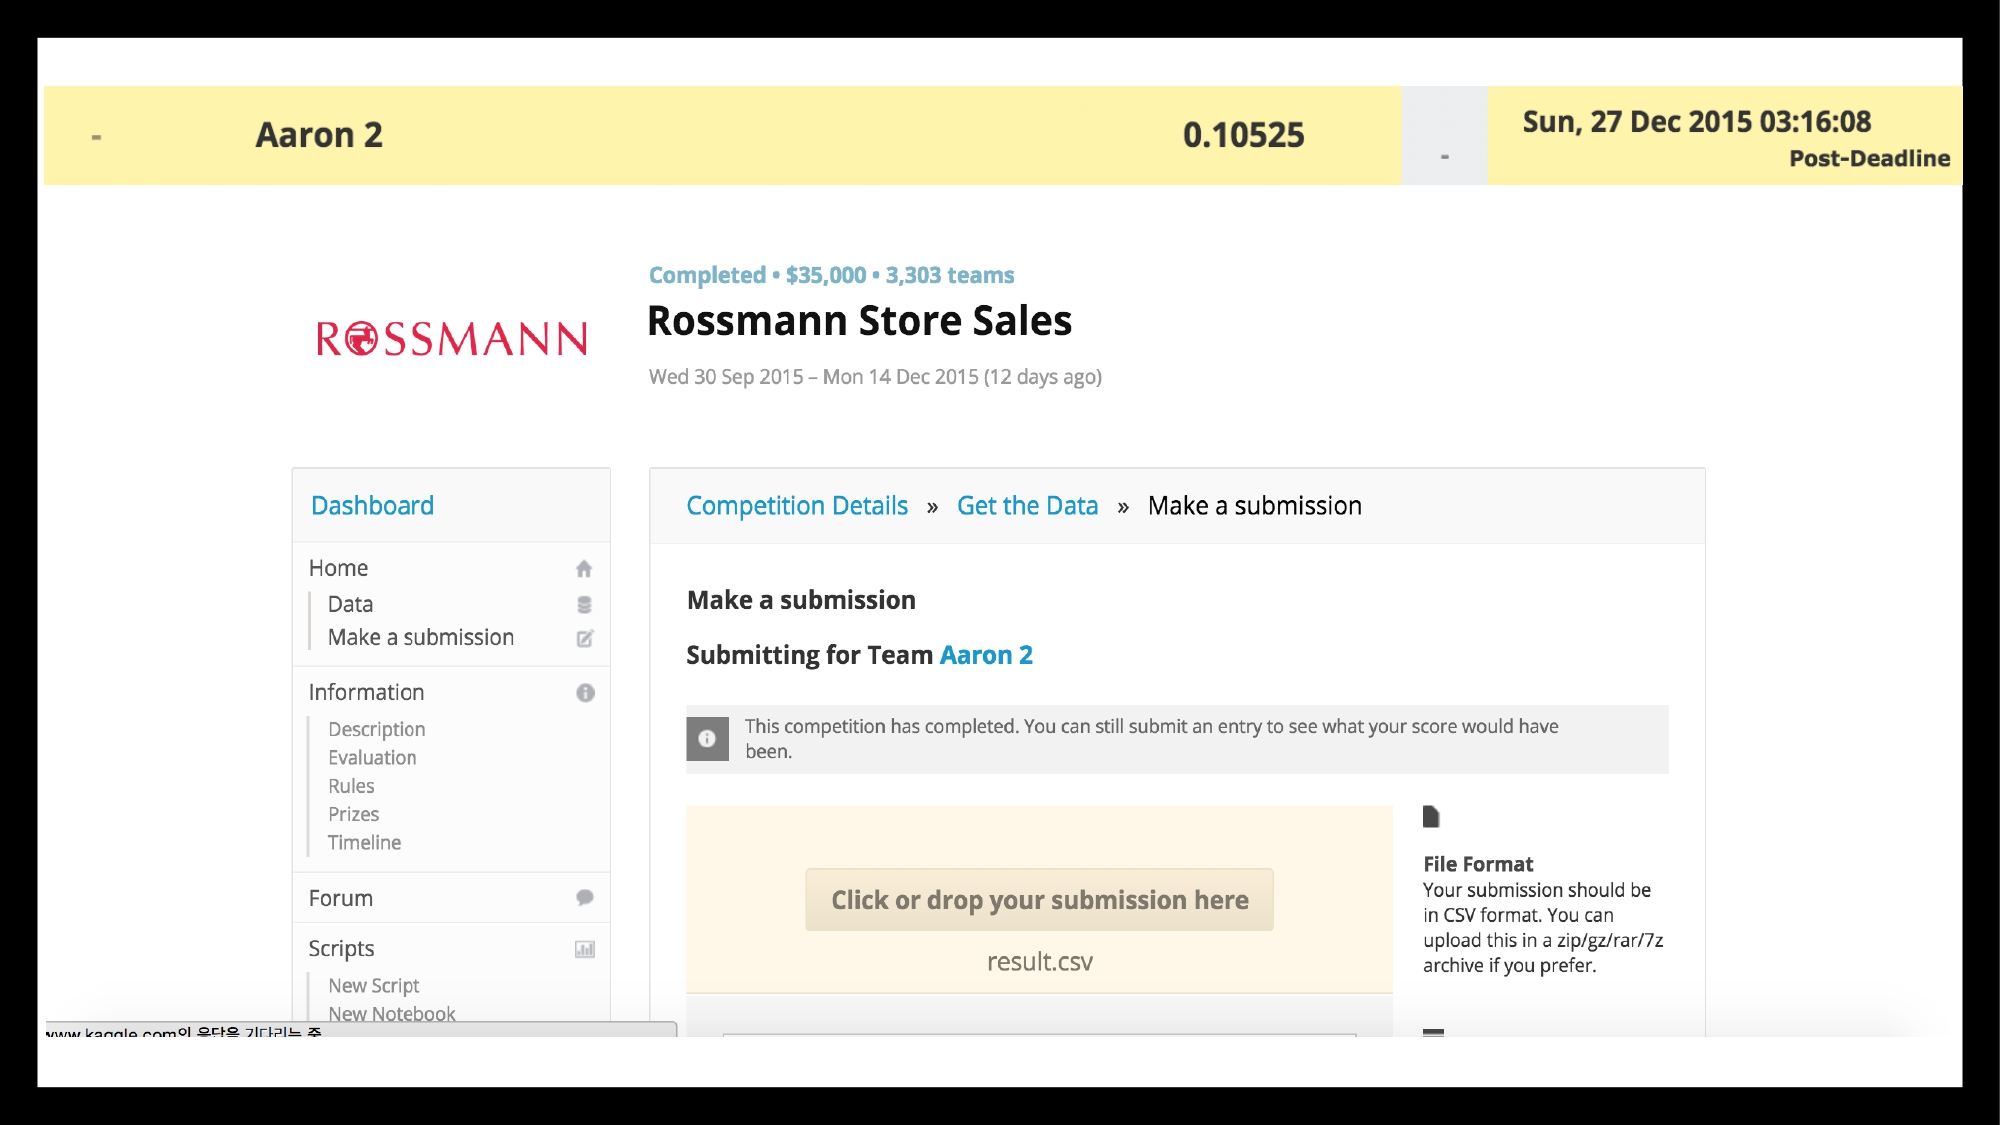 -
Aaron 2
0.10525
-
Sun, 27 Dec 2015 03:16:08
Post-Deadline
Completed • $35,000 • 3,303 teams
ROSSMANN
Rossmann Store Sales
Wed 30 Sep 2015 – Mon 14 Dec 2015 (12 days ago)
Dashboard
Home
Data
Make a submission
Information
Description
Evaluation
Rules
Prizes
Timeline
Forum
Scripts
New Script
New Notebook
Competition Details » Get the Data » Make a submission
Make a submission
Submitting for Team Aaron 2
This competition has completed. You can still submit an entry to see what your score would have
been.
Click or drop your submission here
result.csv
File Format
Your submission should be
in CSV format. You can
upload this in a zip/gz/rar/7z
archive if you prefer.
www.kaggle.com의 응답을 기다리는 중